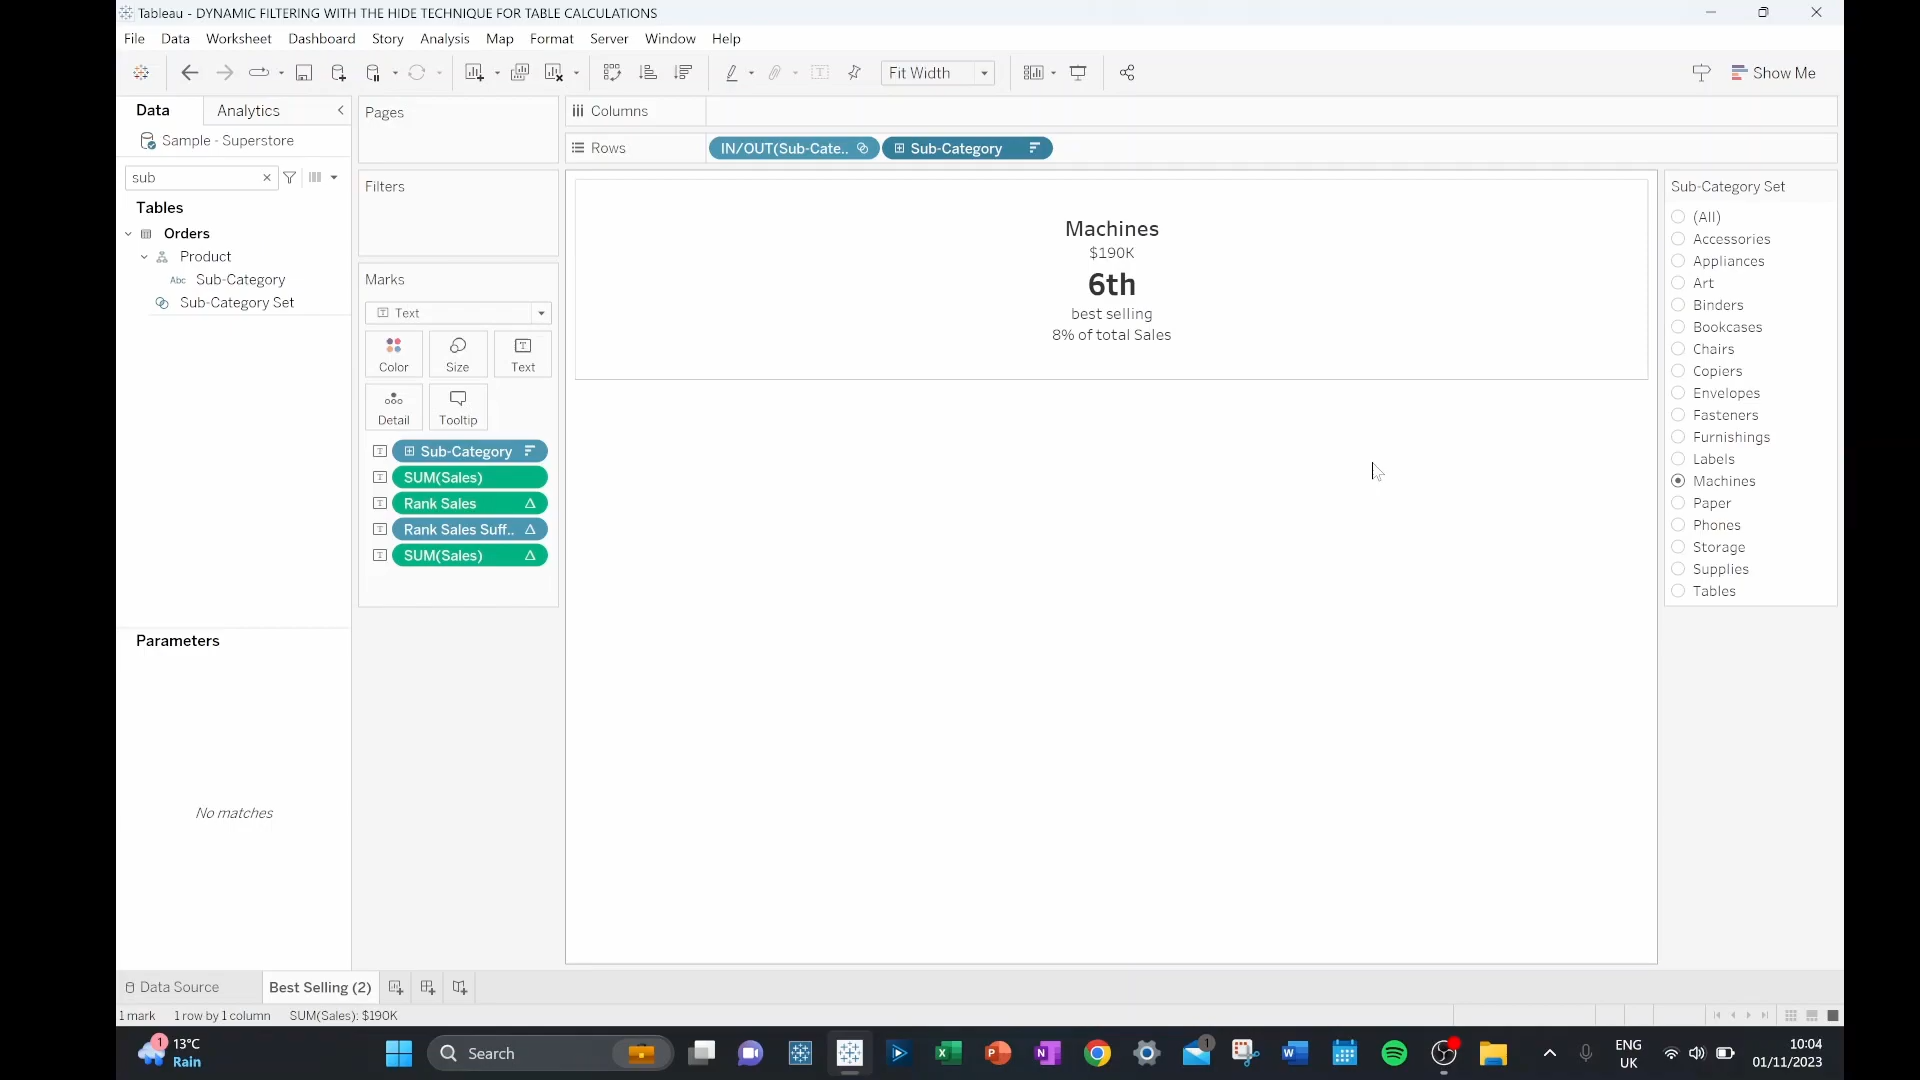 Tableau - DYNAMIC FILTERING WITH THE HIDE TECHNIQUE FOR TABLE CALCULATIONS
File Data Worksheet Dashboard Story Analysis Map Format Server Window Help
Fit Width
Show Me
Data Analytics
Sample - Superstore
sub
Tables
Orders
Product
Abc Sub-Category
Sub-Category Set
Parameters
No matches
Pages
Filters
Marks
Text
Color Size Text
Detail Tooltip
Sub-Category
SUM(Sales)
Rank Sales
Rank Sales Suff..
SUM(Sales)
Columns
Rows IN/OUT(Sub-Cate.. Sub-Category
Machines
$190K
6th
best selling
8% of total Sales
Sub-Category Set
(All)
Accessories
Appliances
Art
Binders
Bookcases
Chairs
Copiers
Envelopes
Fasteners
Furnishings
Labels
Machines
Paper
Phones
Storage
Supplies
Tables
Data Source Best Selling (2)
1 mark 1 row by 1 column SUM(Sales): $190K
1 13°C
Rain
Search
1
ENG
UK
10:04
01/11/2023